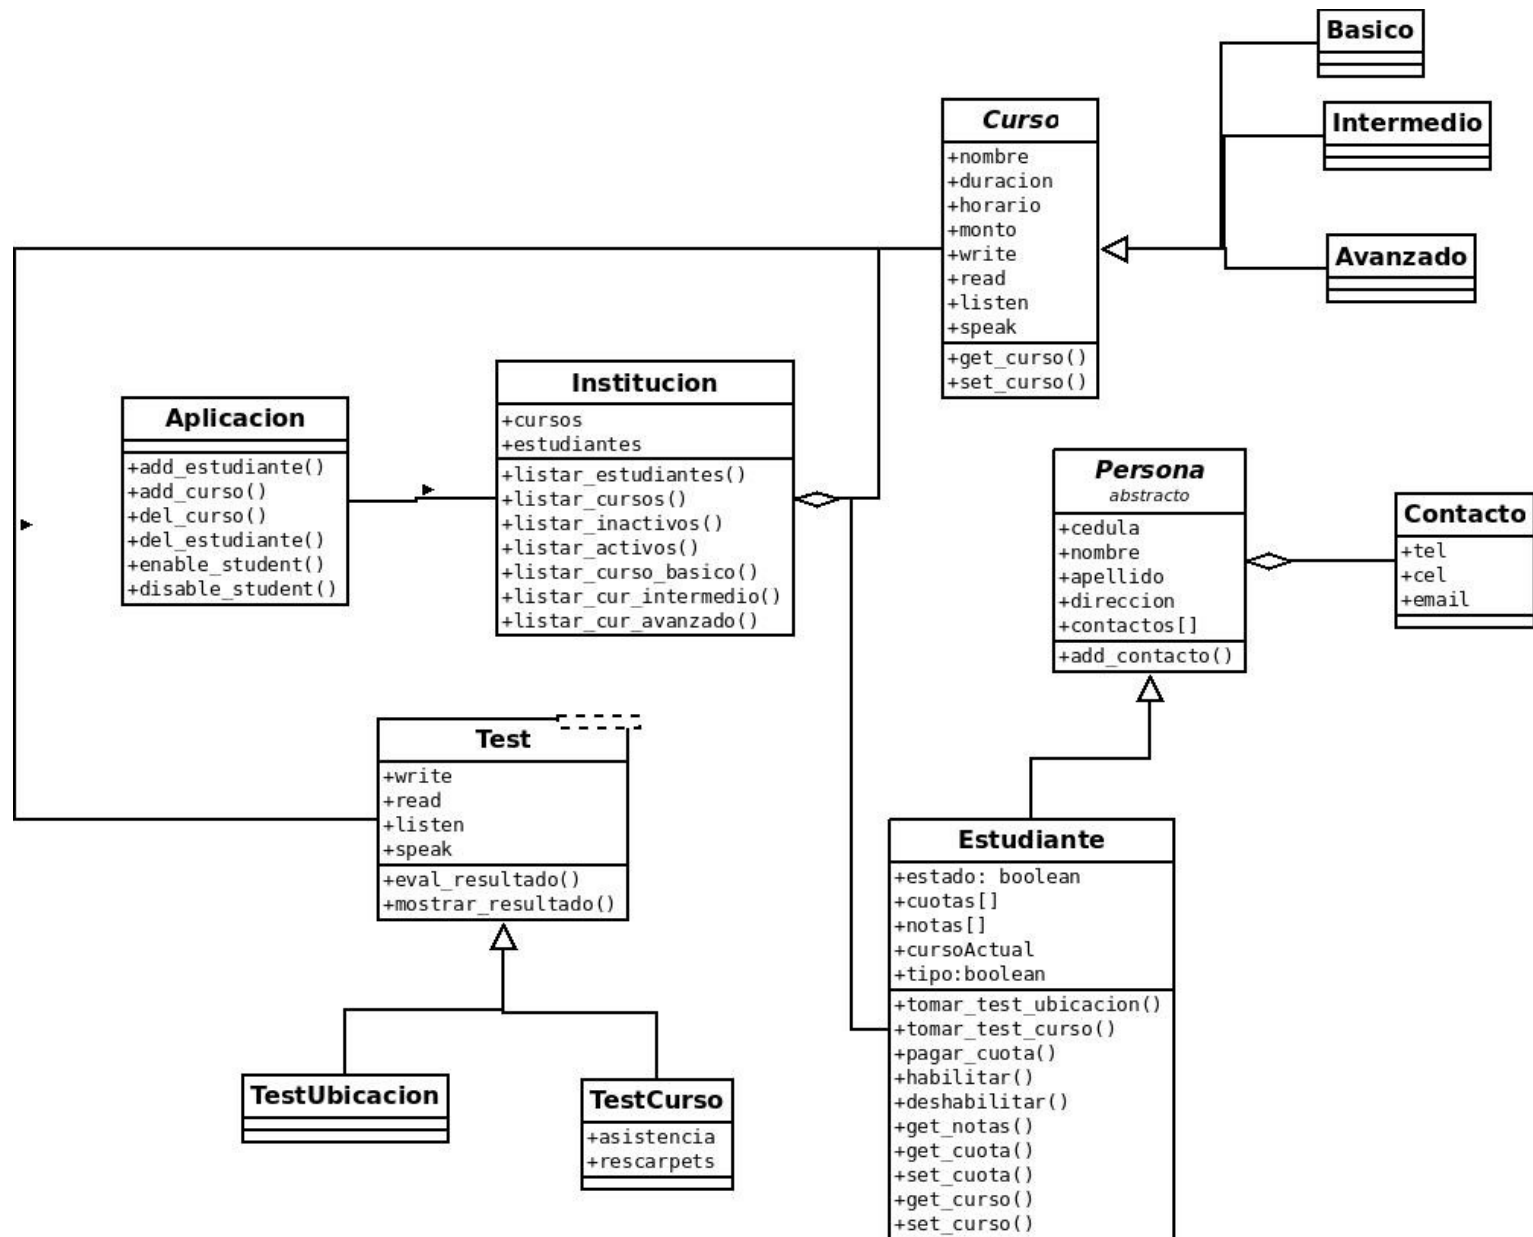 Basico
Intermedio
Avanzado
Curso
+nombre
+duracion
+horario
+monto
+write
+read
+listen
+speak
+get_curso()
+set_curso()
Aplicacion
+add_estudiante()
+add_curso()
+del_curso()
+del_estudiante()
+enable_student()
+disable_student()
Institucion
+cursos
+estudiantes
+listar_estudiantes()
+listar_cursos()
+listar_inactivos()
+listar_activos()
+listar_curso_basico()
+listar_cur_intermedio()
+listar_cur_avanzado()
Persona
abstracto
+cedula
+nombre
+apellido
+direccion
+contactos[]
+add_contacto()
Contacto
+tel
+cel
+email
Test
+write
+read
+listen
+speak
+eval_resultado()
+mostrar_resultado()
TestUbicacion
TestCurso
+asistencia
+rescarpets
Estudiante
+estado: boolean
+cuotas[]
+notas[]
+cursoActual
+tipo:boolean
+tomar_test_ubicacion()
+tomar_test_curso()
+pagar_cuota()
+habilitar()
+deshabilitar()
+get_notas()
+get_cuota()
+set_cuota()
+get_curso()
+set_curso()